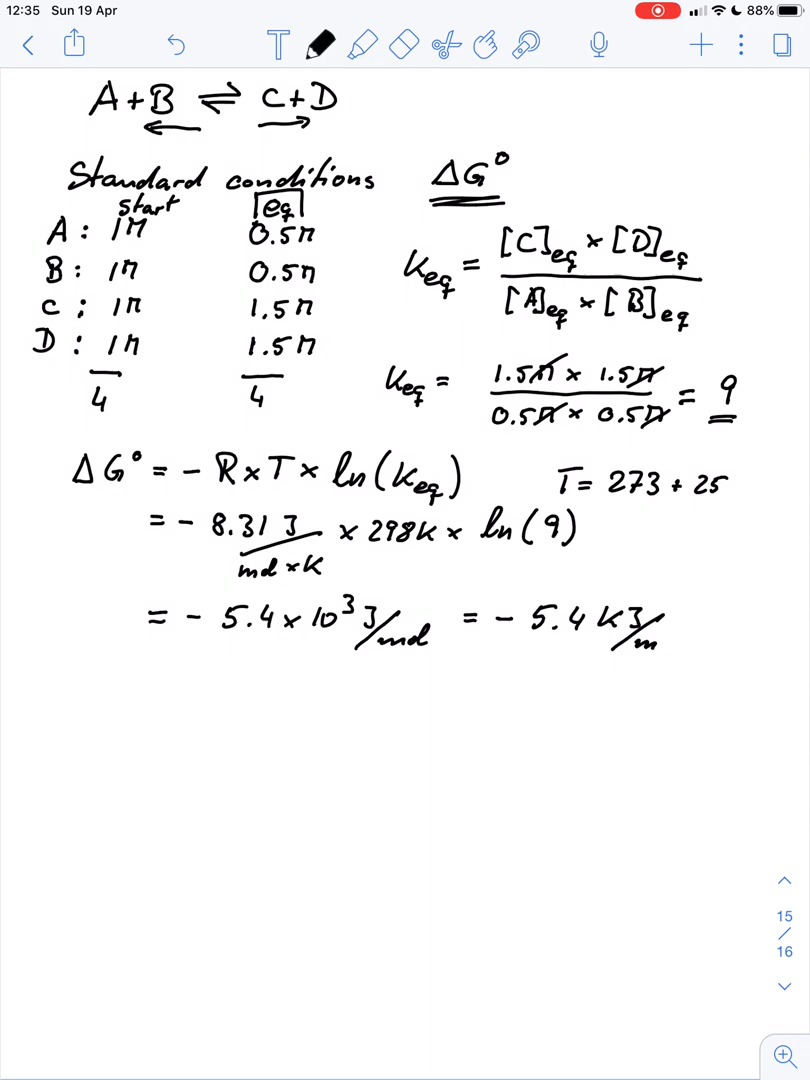 12:35 Sun 19 Apr 88%
A + B ⇌ C + D
Standard conditions ΔG°
start eq
A : 1M 0.5M
B : 1M 0.5M
C ; 1M 1.5M
D : 1M 1.5M
4 4
Keq = [C]eq × [D]eq / [A]eq × [B]eq
Keq = 1.5M × 1.5M / 0.5M × 0.5M = 9
ΔG° = - R × T × ln(Keq) T = 273 + 25
= - 8.31 J / mol × K × 298K × ln(9)
= - 5.4 × 10³ J/mol = - 5.4 KJ/m
15
/
16